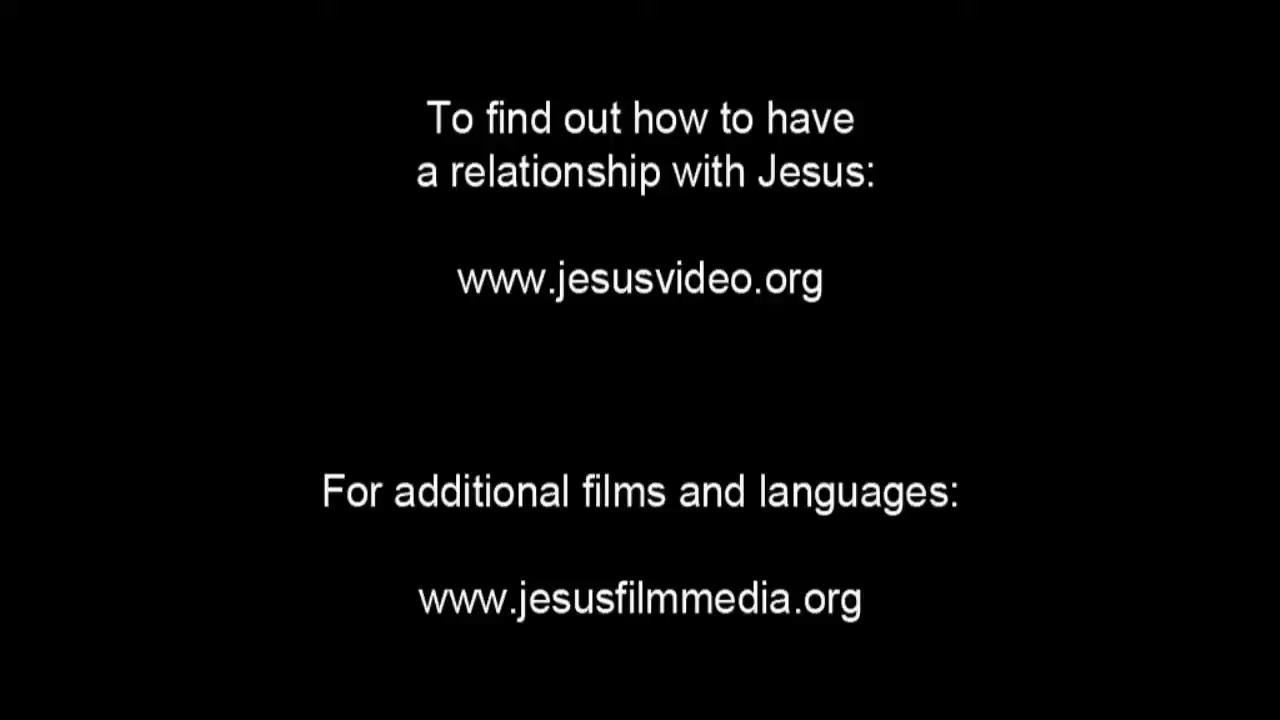 To find out how to have
a relationship with Jesus:
www.jesusvideo.org
For additional films and languages:
www.jesusfilmmedia.org